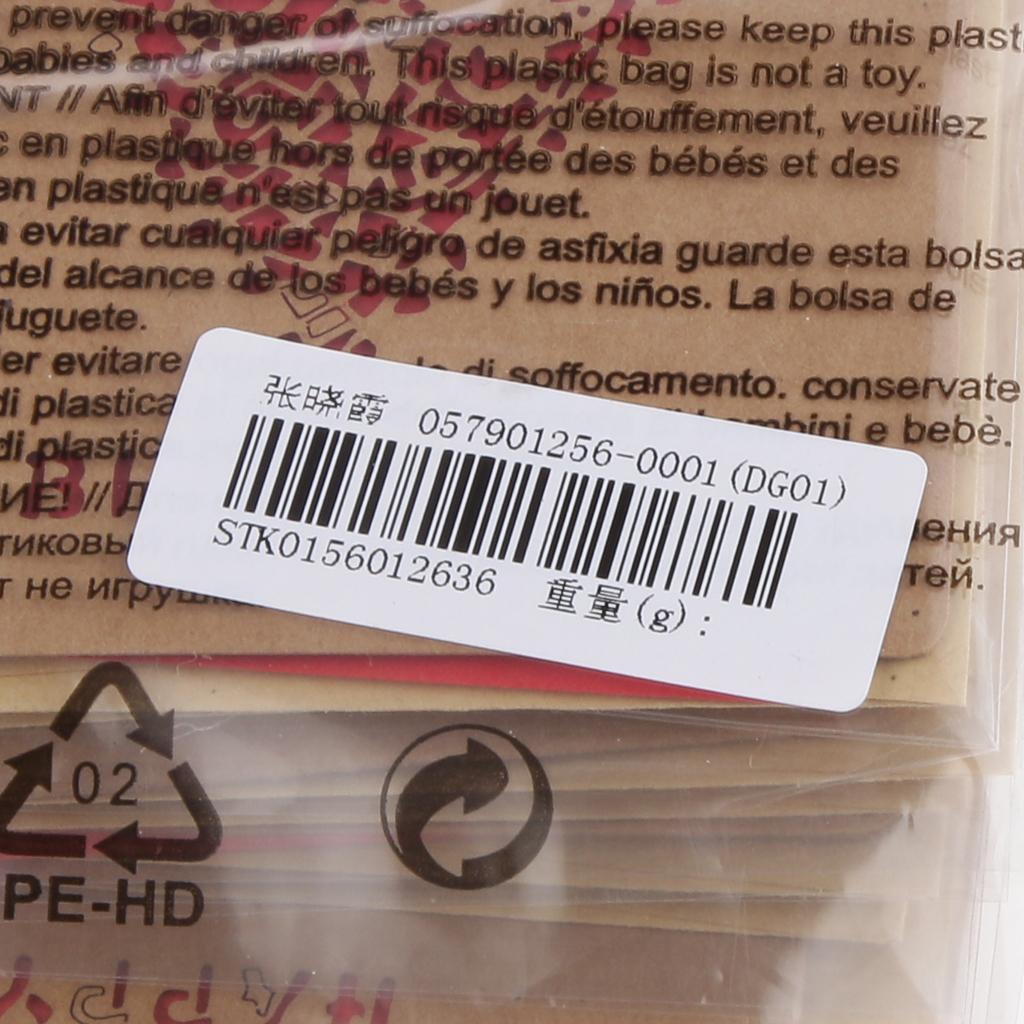 prevent danger of suffocation, please keep this plast
babies and children. This plastic bag is not a toy.
NT // Afin d'éviter tout risque d'étouffement, veuillez
c en plastique hors de portée des bébés et des
en plastique n'est pas un jouet.
a evitar cualquier peligro de asfixia guarde esta bolsa
del alcance de los bebés y los niños. La bolsa de
juguete.
er evitare di soffocamento. conservate
di plastica bambini e bebè.
di plastic
张晓霞 057901256-0001(DG01)
ИЕ! //
ения
тиковы
STK0156012636 重量(g):
т не игрушка
тей.
02
PE-HD